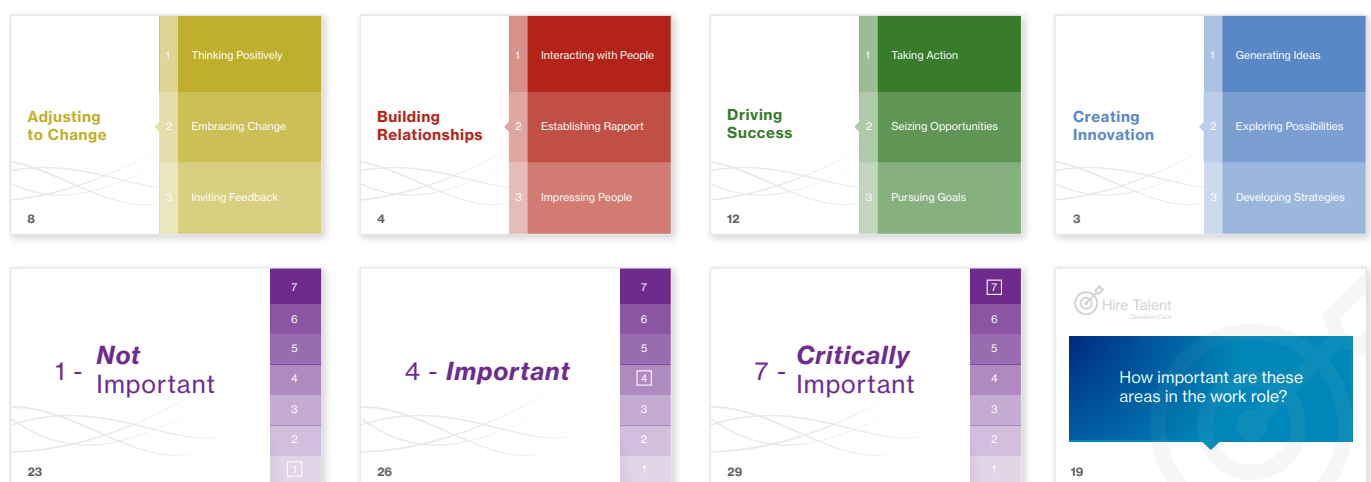 Adjusting
to Change
1 Thinking Positively
2 Embracing Change
3 Inviting Feedback
8
Building
Relationships
1 Interacting with People
2 Establishing Rapport
3 Impressing People
4
Driving
Success
1 Taking Action
2 Seizing Opportunities
3 Pursuing Goals
12
Creating
Innovation
1 Generating Ideas
2 Exploring Possibilities
3 Developing Strategies
3
1 - Not
Important
7
6
5
4
3
2
1
23
4 - Important
7
6
5
4
3
2
1
26
7 - Critically
Important
7
6
5
4
3
2
1
29
Hire Talent
Question Card
How important are these
areas in the work role?
19